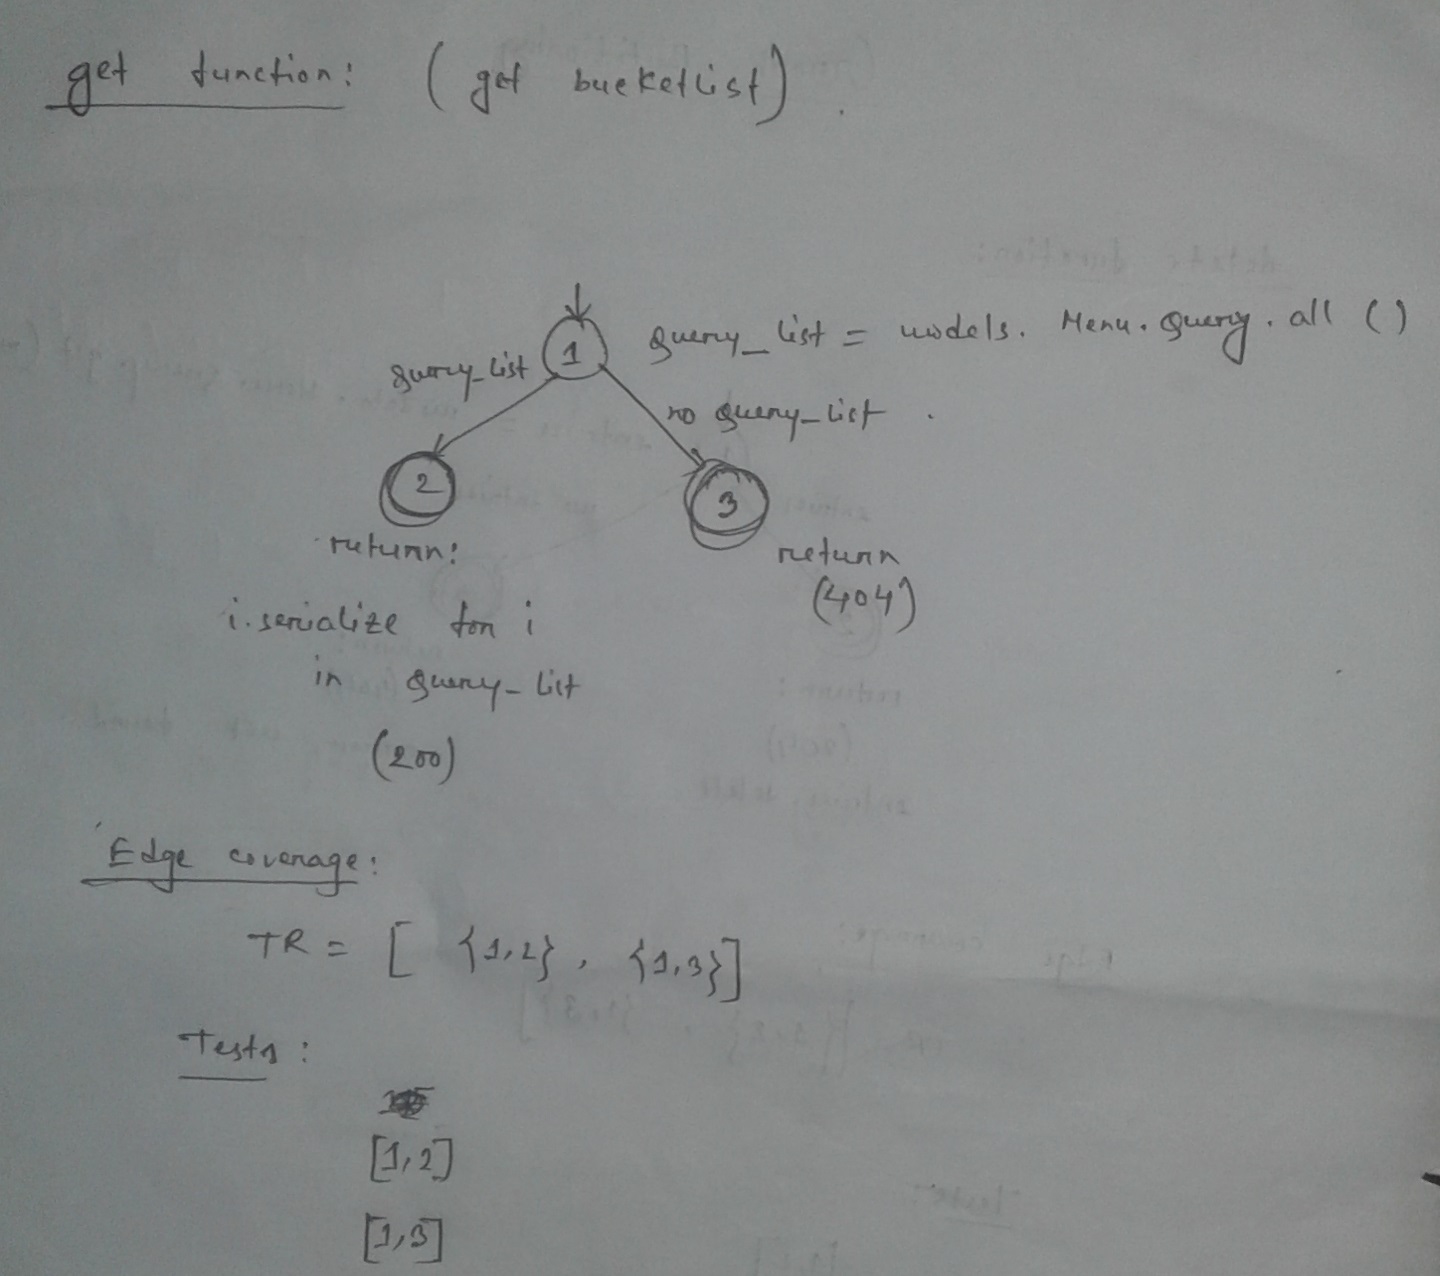 get function: (get bucketlist).
1
query_list = models. Menu. Query. all ()
query_list
no query_list .
2
3
return:
return
(404)
i. serialize for i
in query_list
(200)
Edge coverage:
TR = [ {1,2}, {1,3}]
Tests:
[1,2]
[1,3]